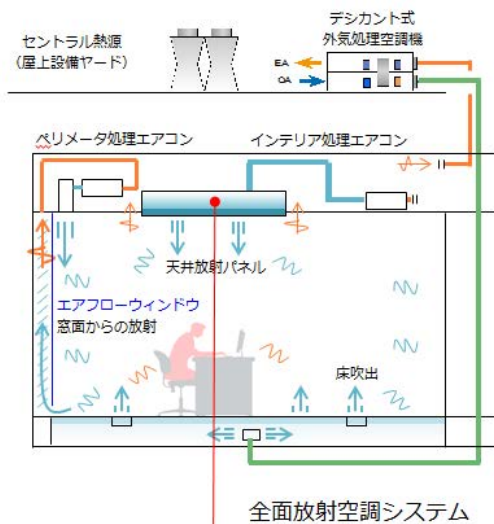 セントラル熱源
（屋上設備ヤード）
デシカント式
外気処理空調機
EA
OA
ペリメータ処理エアコン
インテリア処理エアコン
天井放射パネル
エアフローウィンドウ
窓面からの放射
床吹出
全面放射空調システム